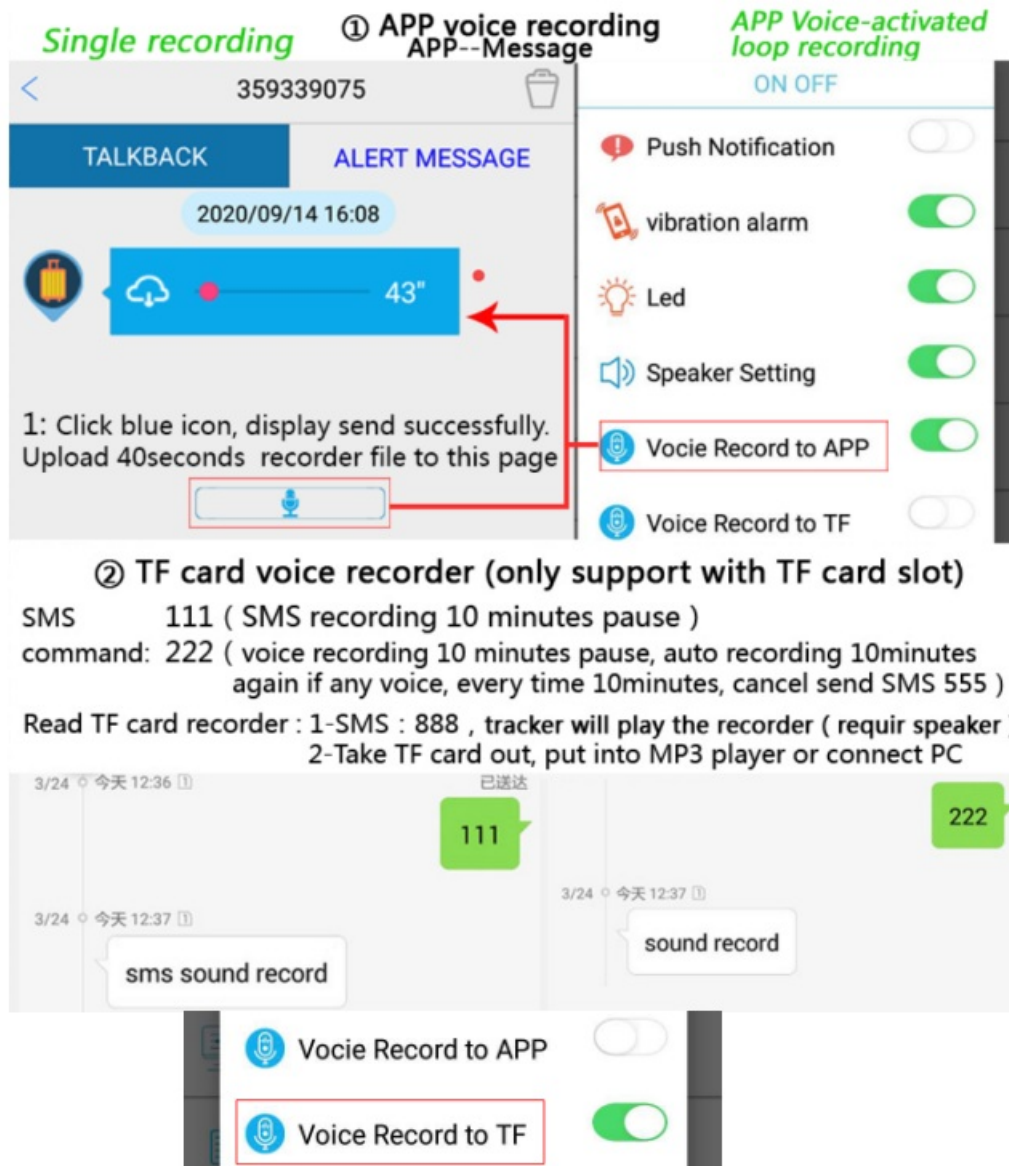 Single recording
① APP voice recording
APP--Message
APP Voice-activated
loop recording
359339075
TALKBACK
ALERT MESSAGE
2020/09/14 16:08
43"
1: Click blue icon, display send successfully.
Upload 40seconds recorder file to this page
ON OFF
Push Notification
vibration alarm
Led
Speaker Setting
Vocie Record to APP
Voice Record to TF
② TF card voice recorder (only support with TF card slot)
SMS 111 ( SMS recording 10 minutes pause )
command: 222 ( voice recording 10 minutes pause, auto recording 10minutes
again if any voice, every time 10minutes, cancel send SMS 555 )
Read TF card recorder : 1-SMS : 888 , tracker will play the recorder ( requir speaker )
2-Take TF card out, put into MP3 player or connect PC
3/24 今天 12:36 1
已送达
111
3/24 今天 12:37 1
sms sound record
222
3/24 今天 12:37 1
sound record
Vocie Record to APP
Voice Record to TF